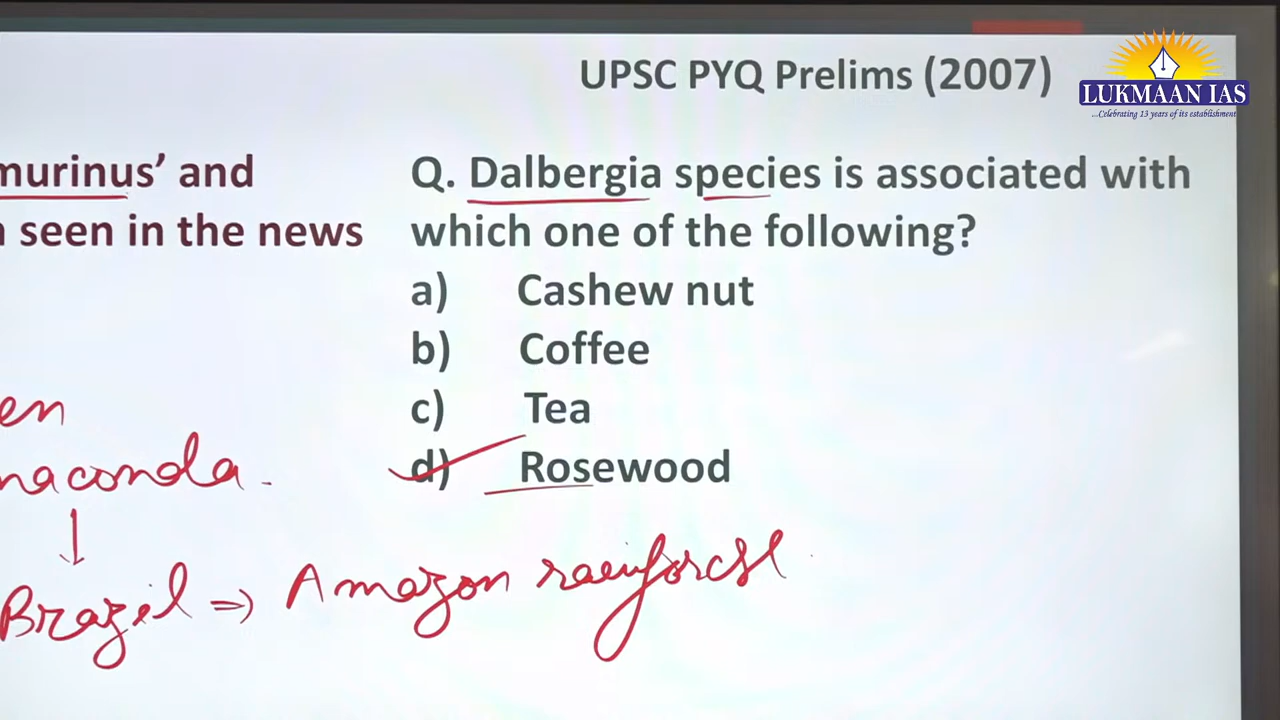 UPSC PYQ Prelims (2007)
LUKMAAN IAS
...Celebrating 13 years of its establishment
murinus’ and
seen in the news
Q. Dalbergia species is associated with
which one of the following?
a) Cashew nut
b) Coffee
c) Tea
d) Rosewood
en
naconda.
↓
Brazil ⇒ Amazon rainforest